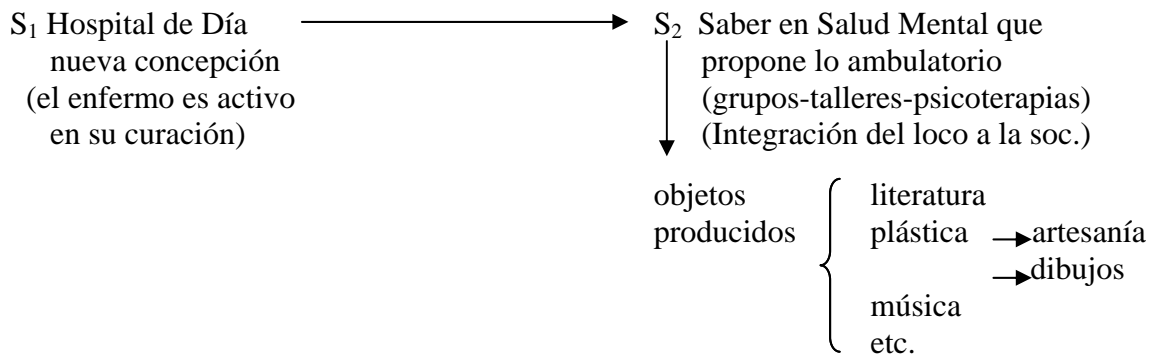 S₁ Hospital de Día
nueva concepción
(el enfermo es activo
en su curación)
S₂ Saber en Salud Mental que
propone lo ambulatorio
(grupos-talleres-psicoterapias)
(Integración del loco a la soc.)
objetos
producidos
literatura
plástica
artesanía
dibujos
música
etc.